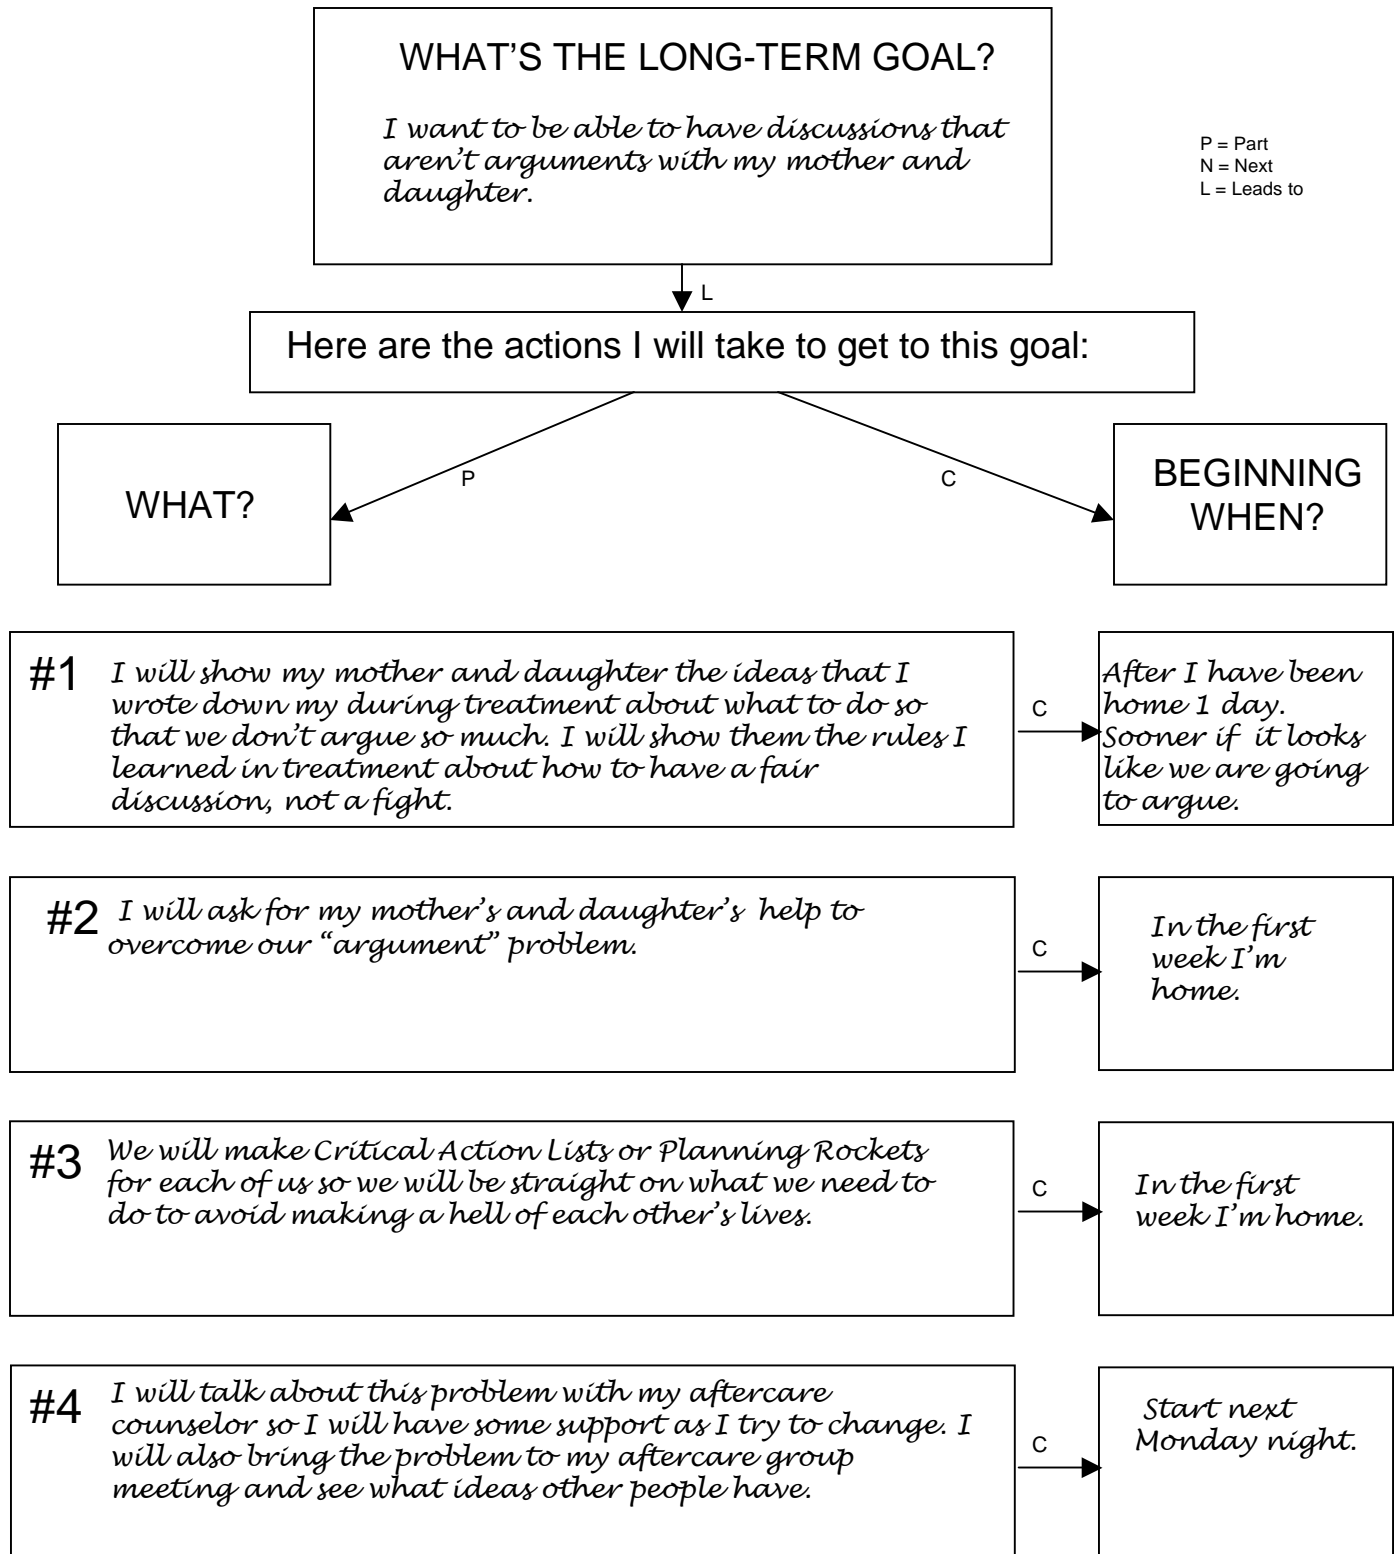 WHAT'S THE LONG-TERM GOAL?
I want to be able to have discussions that
aren't arguments with my mother and
daughter.
P = Part
N = Next
L = Leads to
L
Here are the actions I will take to get to this goal:
P
C
WHAT?
BEGINNING
WHEN?
#1 I will show my mother and daughter the ideas that I
wrote down my during treatment about what to do so
that we don't argue so much. I will show them the rules I
learned in treatment about how to have a fair
discussion, not a fight.
C
After I have been
home 1 day.
Sooner if it looks
like we are going
to argue.
#2 I will ask for my mother's and daughter's help to
overcome our “argument” problem.
C
In the first
week I'm
home.
#3 We will make Critical Action Lists or Planning Rockets
for each of us so we will be straight on what we need to
do to avoid making a hell of each other's lives.
C
In the first
week I'm home.
#4 I will talk about this problem with my aftercare
counselor so I will have some support as I try to change. I
will also bring the problem to my aftercare group
meeting and see what ideas other people have.
C
Start next
Monday night.